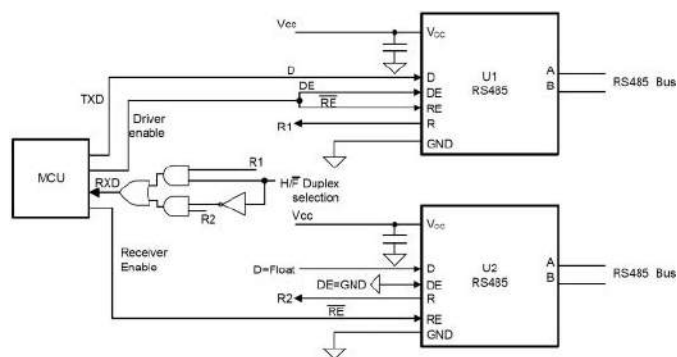 Vcc
VCC
D
D
U1
RS485
A
B
RS485 Bus
DE
DE
RE
RE
TXD
R1
R
GND
Driver
enable
MCU
RXD
R1
H/F Duplex
selection
R2
Vcc
VCC
Receiver
Enable
D=Float
D
U2
RS485
A
B
RS485 Bus
DE=GND
DE
R2
R
RE
RE
GND